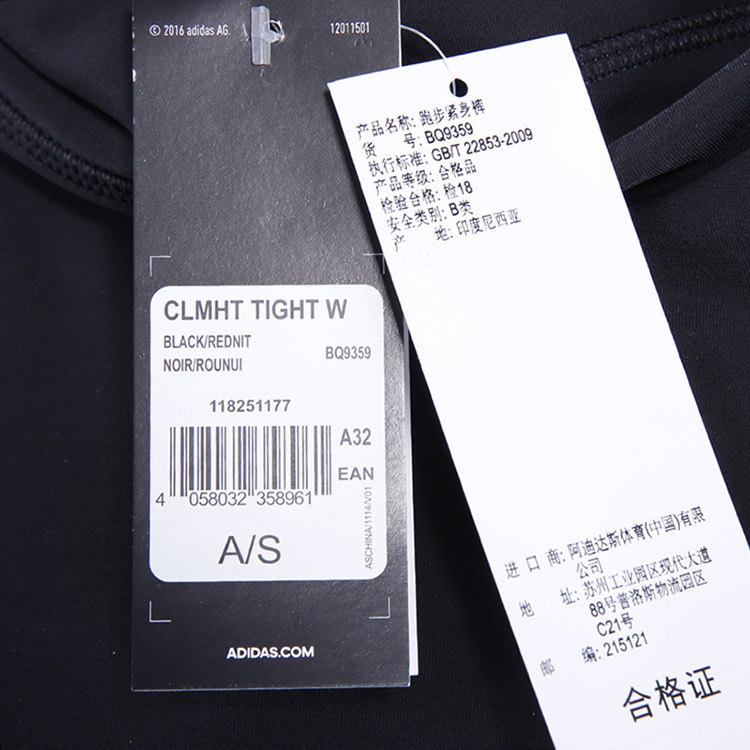 © 2016 adidas AG.
12011501
CLMHT TIGHT W
BLACK/REDNIT
NOIR/ROUNUI
BQ9359
118251177
A32
EAN
4 058032 358961
A/S
ASCHINA/1114/V01
ADIDAS.COM
产品名称: 跑步紧身裤
货 号: BQ9359
执行标准: GB/T 22853-2009
产品等级: 合格品
检验合格: 检18
安全类别: B类
产 地: 印度尼西亚
进 口 商: 阿迪达斯体育(中国)有限
公司
地 址: 苏州工业园区现代大道
88号普洛斯物流园区
C21号
邮 编: 215121
合格证